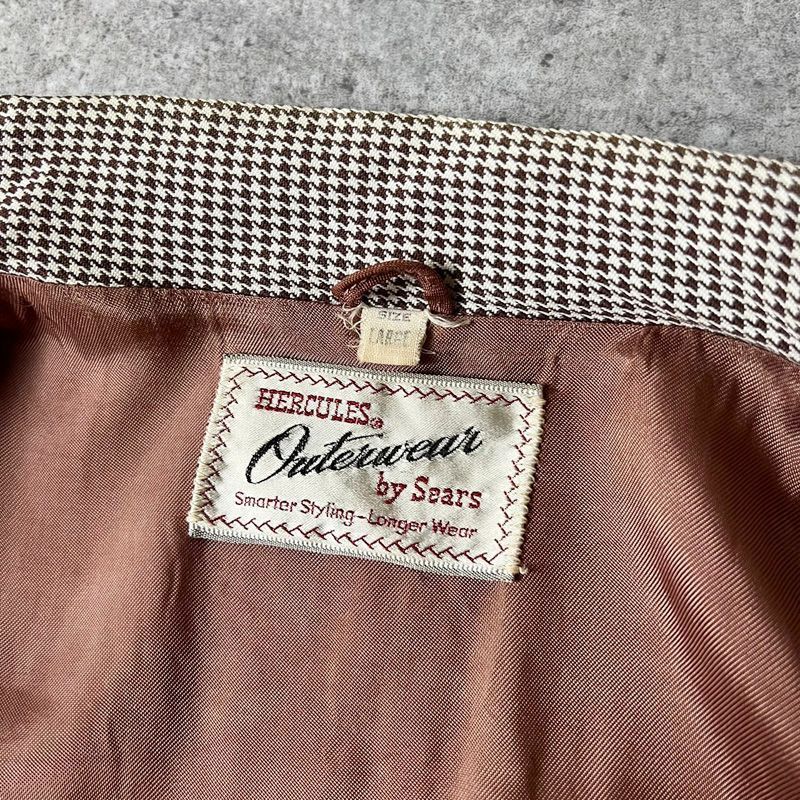 SIZE
LARGE
HERCULES®
Outerwear
by Sears
Smarter Styling-Longer Wear